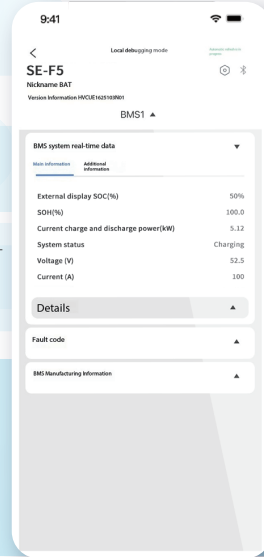 9:41
Local debugging mode
SE-F5
Nickname BAT
Version Information HVCUE1625103N01
BMS1 ▲
BMS system real-time data ▼
Main information
Additional information
External display SOC(%) 50%
SOH(%) 100.0
Current charge and discharge power(kW) 5.12
System status Charging
Voltage (V) 52.5
Current (A) 100
Details ▲
Fault code ▲
BMS Manufacturing Information ▲